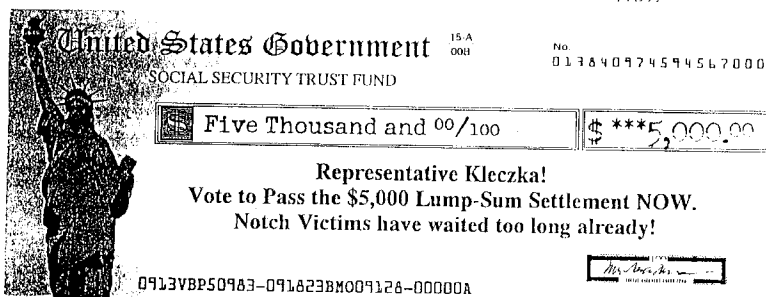 United States Government
15-A
00H
No.
013840974594567000
SOCIAL SECURITY TRUST FUND
$ Five Thousand and 00/100
$ ***5,000.00
Representative Kleczka!
Vote to Pass the $5,000 Lump-Sum Settlement NOW.
Notch Victims have waited too long already!
0913VBP50983-091823BM009128-00000A